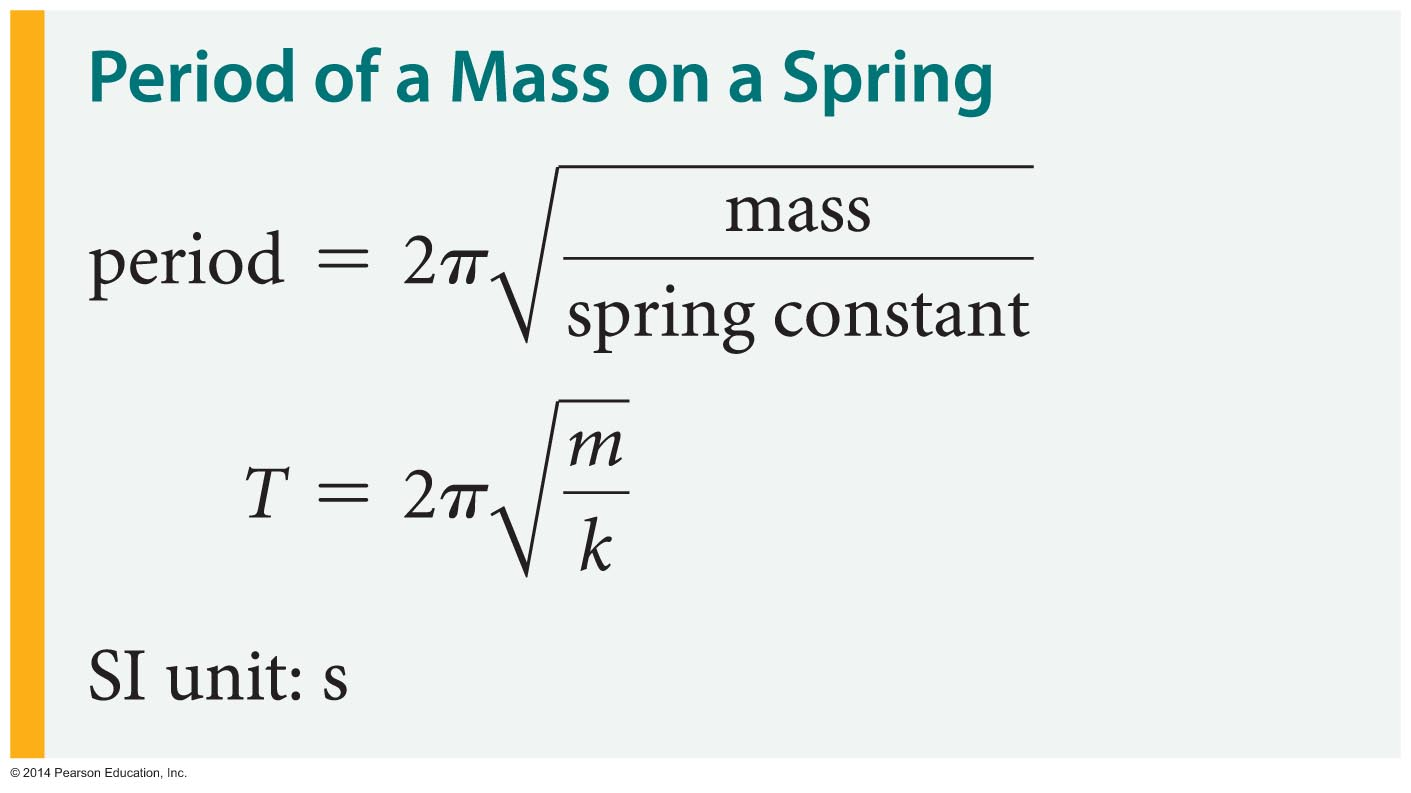 Period of a Mass on a Spring
period = 2π√(mass/spring constant)
T = 2π√(m/k)
SI unit: s
© 2014 Pearson Education, Inc.